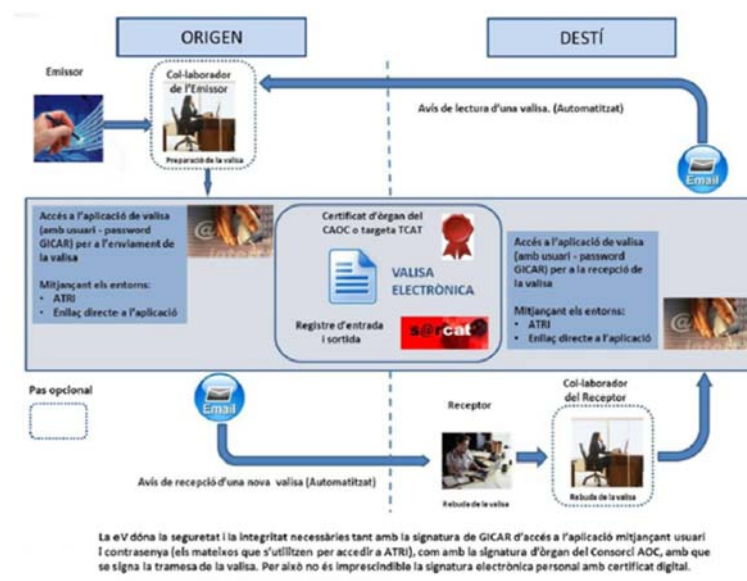 ORIGEN
DESTÍ
Emissor
Col·laborador
de l'Emissor
Preparació de la valisa
Avís de lectura d'una valisa. (Automatitzat)
Email
Accés a l'aplicació de valisa
(amb usuari - password
GICAR) per a l'enviament de
la valisa
Mitjançant els entorns:
• ATRI
• Enllaç directe a l'aplicació
@
Certificat d'òrgan del
CAOC o targeta TCAT
VALISA
ELECTRÒNICA
Registre d'entrada
i sortida
s@rcat
Accés a l'aplicació de valisa
(amb usuari - password
GICAR) per a la recepció de
la valisa
Mitjançant els entorns:
• ATRI
• Enllaç directe a l'aplicació
@
Pas opcional
Email
Avís de recepció d'una nova valisa (Automatitzat)
Receptor
Rebuda de la valisa
Col·laborador
del Receptor
Rebuda de la valisa
La eV dóna la seguretat i la integritat necessàries tant amb la signatura de GICAR d'accés a l'aplicació mitjançant usuari
i contrasenya (els mateixos que s'utilitzen per accedir a ATRI), com amb la signatura d'òrgan del Consorci AOC, amb que
se signa la tramesa de la valisa. Per això no és imprescindible la signatura electrònica personal amb certificat digital.